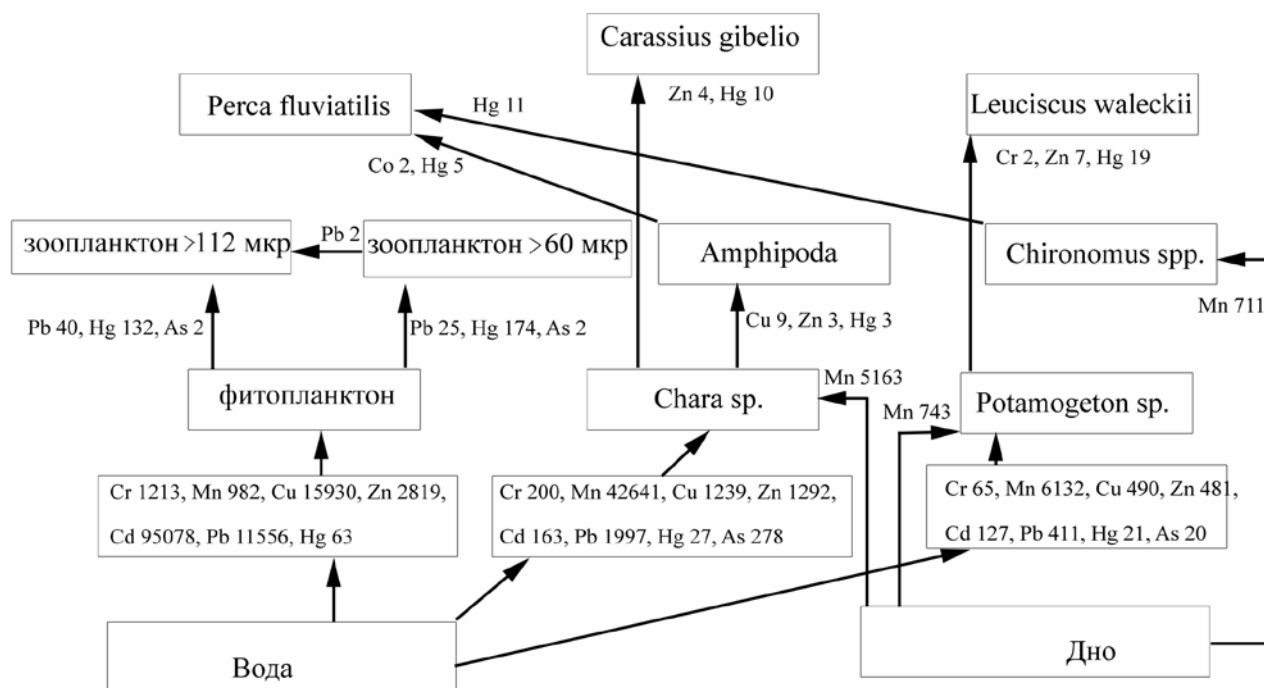 Carassius gibelio
Zn 4, Hg 10
Perca fluviatilis
Hg 11
Leuciscus waleckii
Co 2, Hg 5
Cr 2, Zn 7, Hg 19
зоопланктон >112 мкр
Pb 2
зоопланктон >60 мкр
Amphipoda
Chironomus spp.
Mn 711
Pb 40, Hg 132, As 2
Pb 25, Hg 174, As 2
Cu 9, Zn 3, Hg 3
фитопланктон
Chara sp.
Mn 5163
Mn 743
Potamogeton sp.
Cr 1213, Mn 982, Cu 15930, Zn 2819,
Cd 95078, Pb 11556, Hg 63
Cr 200, Mn 42641, Cu 1239, Zn 1292,
Cd 163, Pb 1997, Hg 27, As 278
Cr 65, Mn 6132, Cu 490, Zn 481,
Cd 127, Pb 411, Hg 21, As 20
Вода
Дно